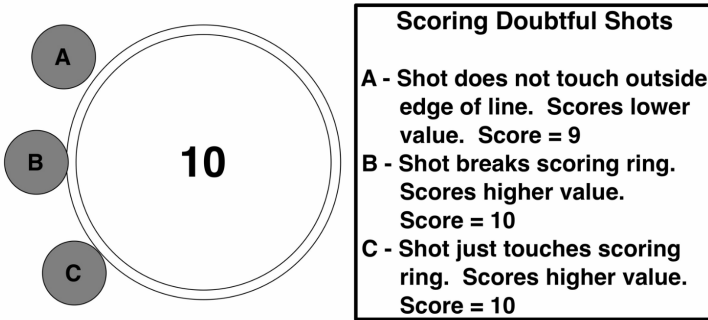 A
B
C
10
Scoring Doubtful Shots
A - Shot does not touch outside
edge of line. Scores lower
value. Score = 9
B - Shot breaks scoring ring.
Scores higher value.
Score = 10
C - Shot just touches scoring
ring. Scores higher value.
Score = 10